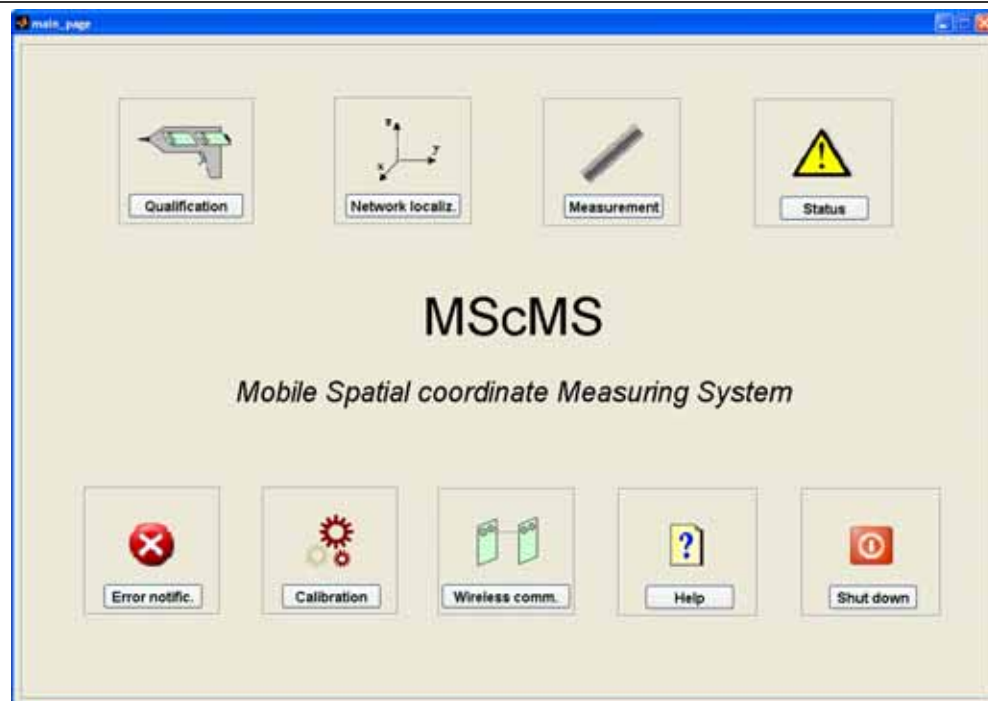 main_page
z
y
x
Qualification
Network localiz.
Measurement
Status
MScMS
Mobile Spatial coordinate Measuring System
?
Error notific.
Calibration
Wireless comm.
Help
Shut down